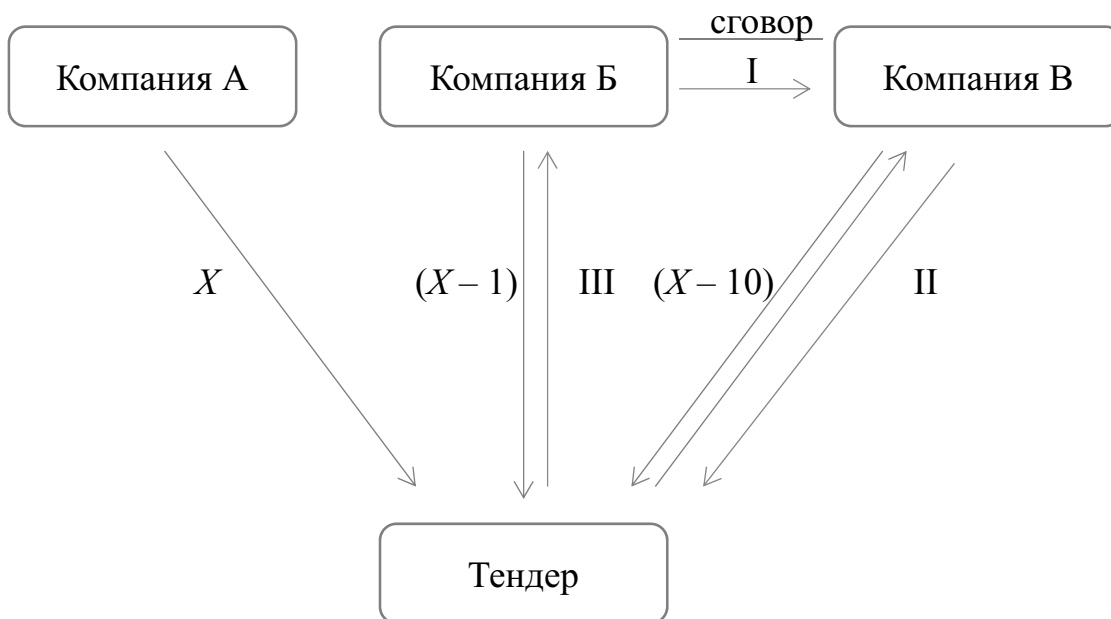 сговор
Компания А
Компания Б
I
Компания В
X
(X – 1)
III
(X – 10)
II
Тендер